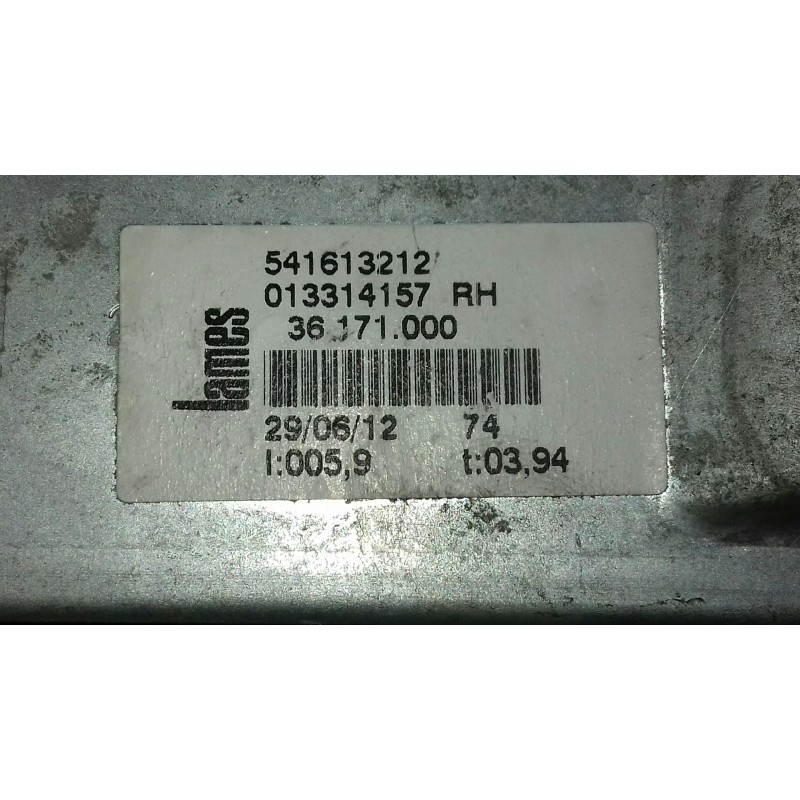 lames
541613212
013314157 RH
36 171.000
29/06/12 74
I:005,9 t:03,94